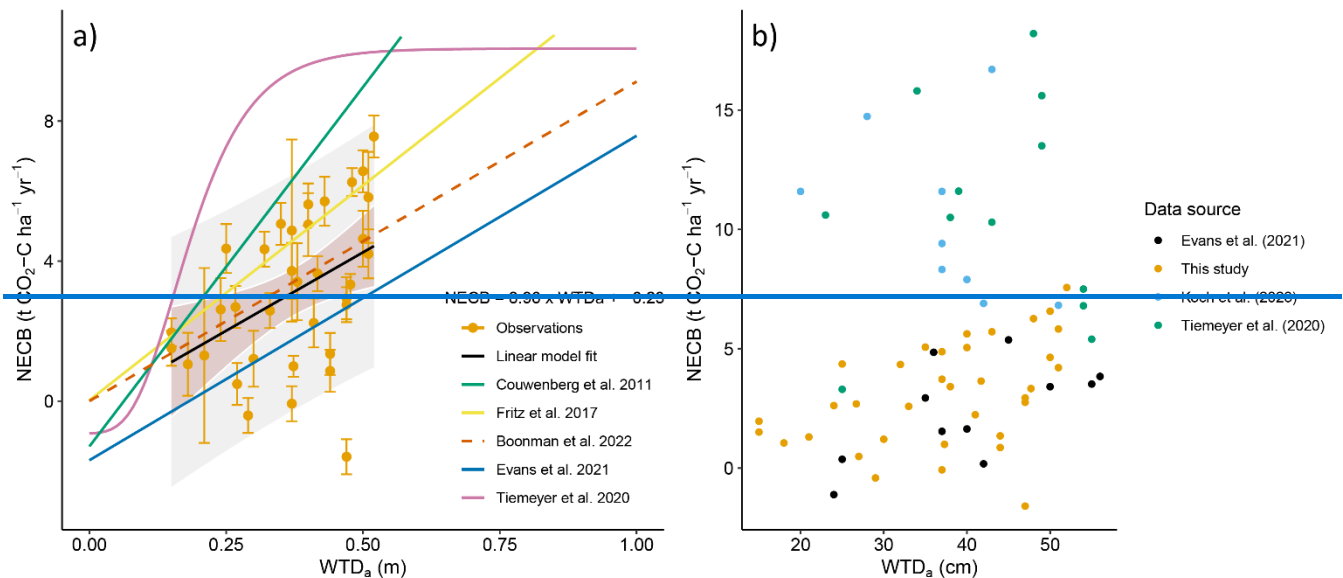 a)
NECB (t CO₂−C ha⁻¹ yr⁻¹)
8
4
0
0.00
0.25
0.50
0.75
1.00
WTDₐ (m)
Observations
Linear model fit
Couwenberg et al. 2011
Fritz et al. 2017
Boonman et al. 2022
Evans et al. 2021
Tiemeyer et al. 2020
b)
NECB (t CO₂−C ha⁻¹ yr⁻¹)
15
10
5
0
20
30
40
50
WTDₐ (cm)
Data source
Evans et al. (2021)
This study
et al.
Tiemeyer et al. (2020)